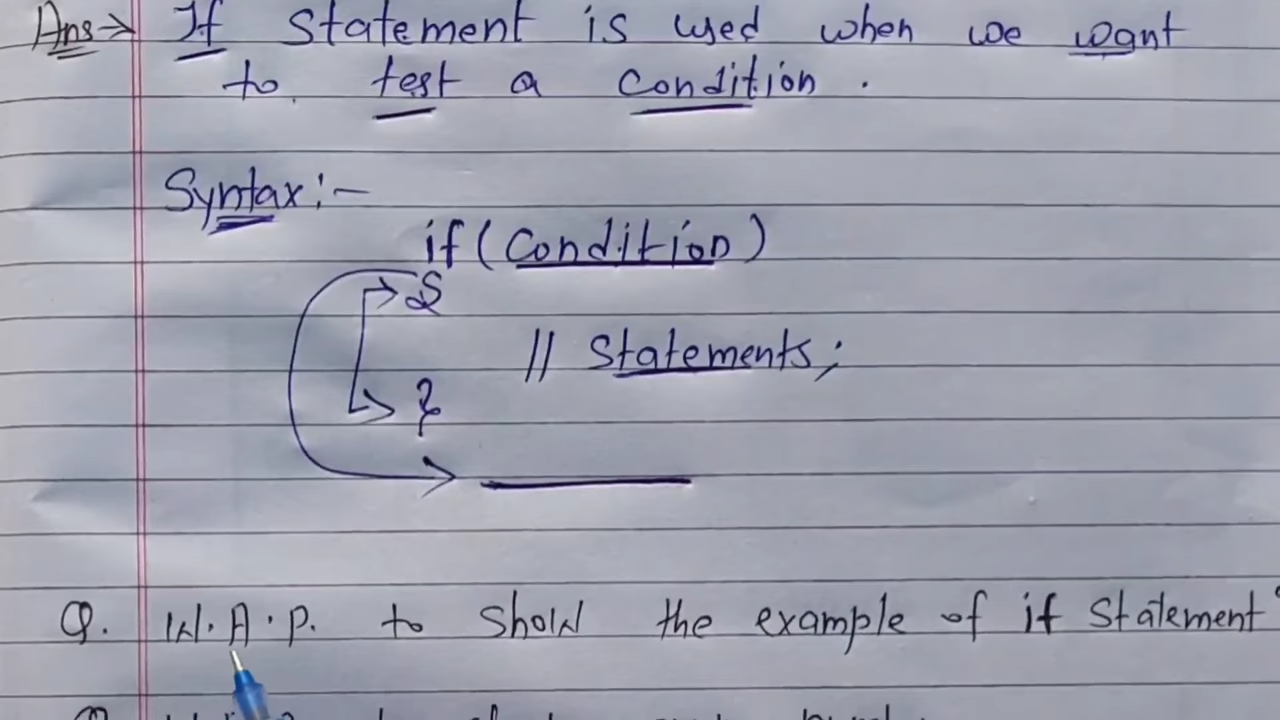 Ans→ If statement is used when we want
to test a condition.
Syntax:-
if (Condition)
{
// Statements;
}
Q. W.A.P. to show the example of if statement